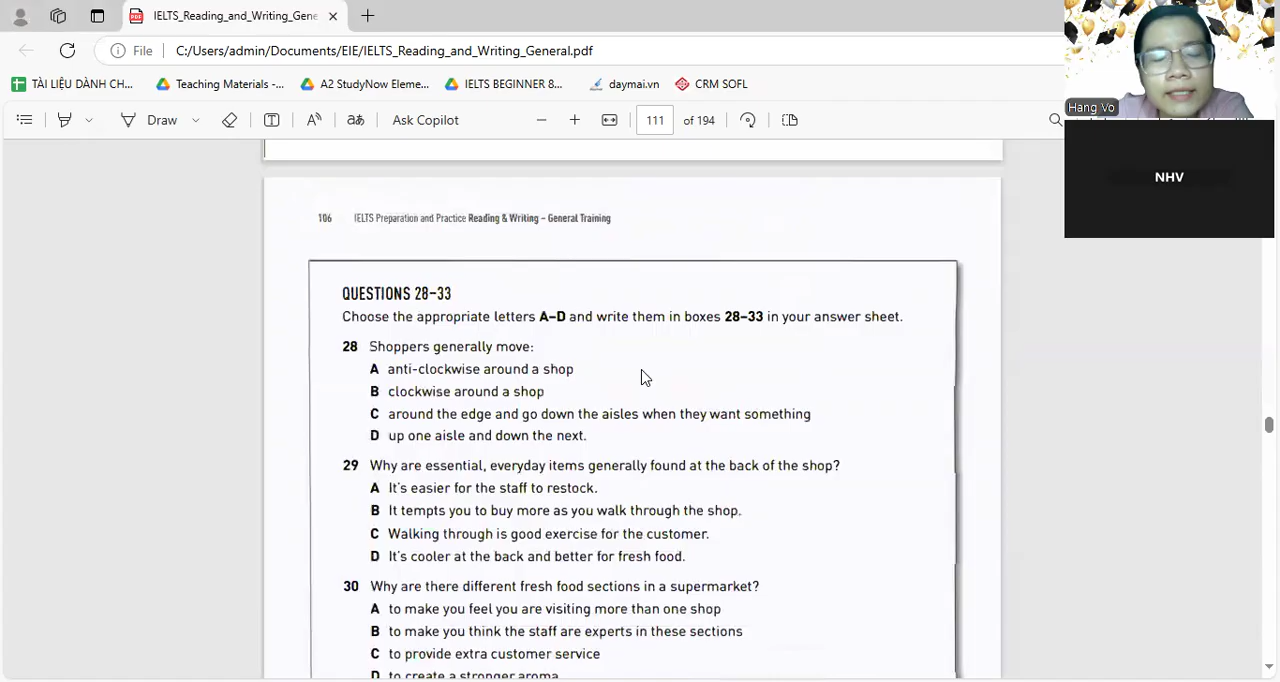 IELTS_Reading_and_Writing_Gene
File
C:/Users/admin/Documents/EIE/IELTS_Reading_and_Writing_General.pdf
TÀI LIỆU DÀNH CH...
Teaching Materials -...
A2 StudyNow Eleme...
IELTS BEGINNER 8...
daymai.vn
CRM SOFL
Draw
Ask Copilot
111
of 194
Hang Vo
NHV
106 IELTS Preparation and Practice Reading & Writing – General Training
QUESTIONS 28–33
Choose the appropriate letters A–D and write them in boxes 28–33 in your answer sheet.
28 Shoppers generally move:
A anti-clockwise around a shop
B clockwise around a shop
C around the edge and go down the aisles when they want something
D up one aisle and down the next.
29 Why are essential, everyday items generally found at the back of the shop?
A It's easier for the staff to restock.
B It tempts you to buy more as you walk through the shop.
C Walking through is good exercise for the customer.
D It's cooler at the back and better for fresh food.
30 Why are there different fresh food sections in a supermarket?
A to make you feel you are visiting more than one shop
B to make you think the staff are experts in these sections
C to provide extra customer service
D to create a stronger aroma